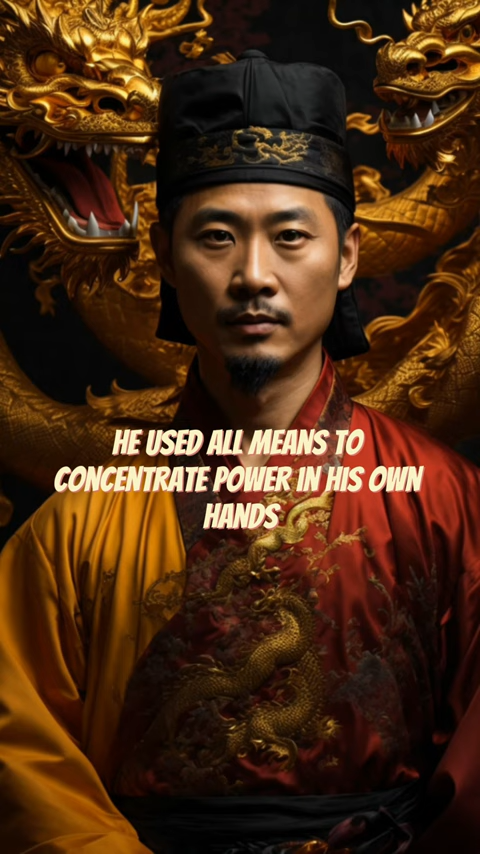 HE USED ALL MEANS TO
CONCENTRATE POWER IN HIS OWN
HANDS